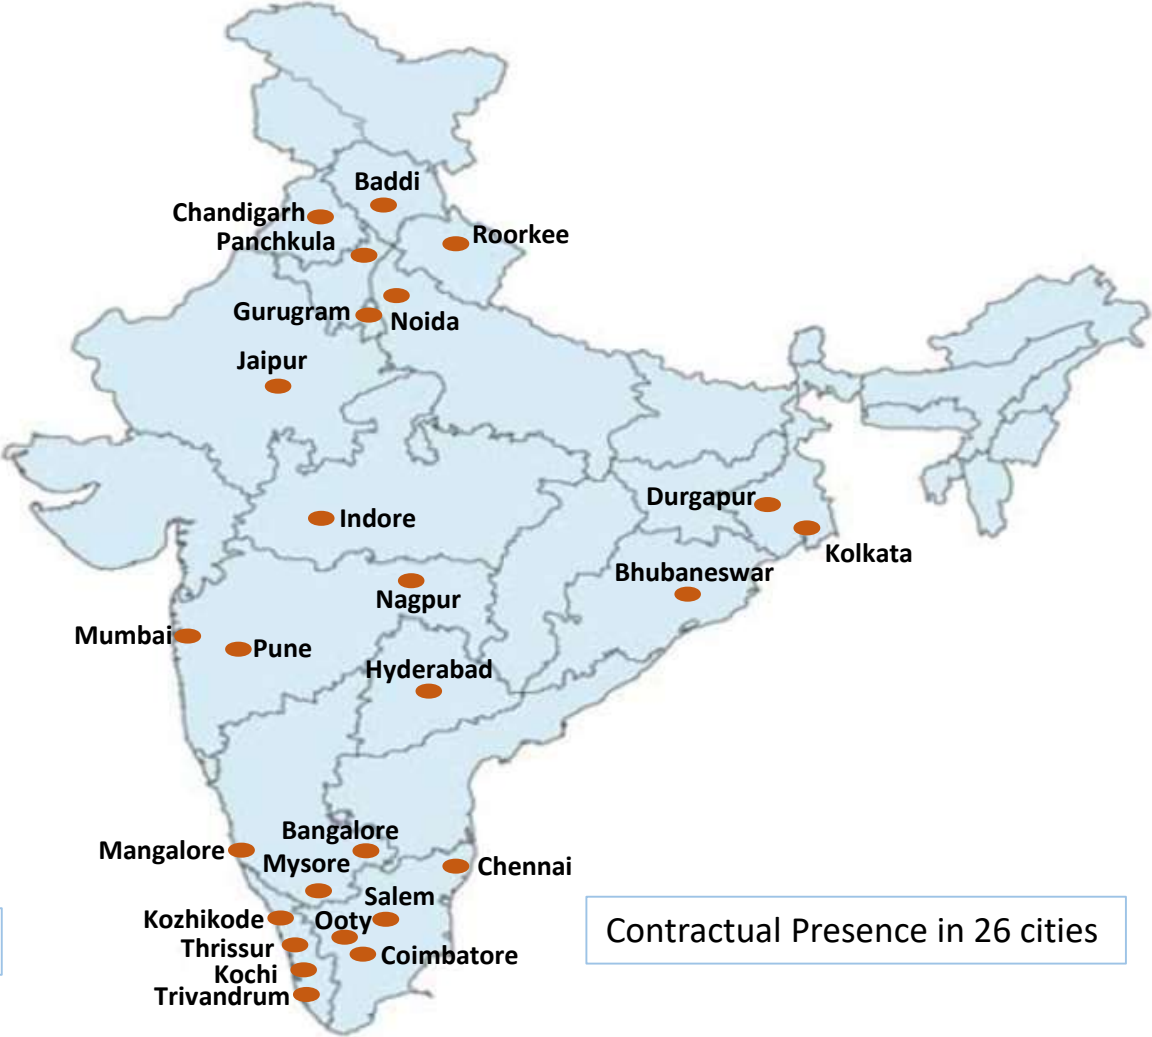 Baddi
Chandigarh
Roorkee
Panchkula
Gurugram
Noida
Jaipur
Durgapur
Indore
Kolkata
Bhubaneswar
Nagpur
Mumbai
Pune
Hyderabad
Bangalore
Mangalore
Mysore
Chennai
Salem
Kozhikode
Ooty
Thrissur
Coimbatore
Kochi
Trivandrum
Contractual Presence in 26 cities